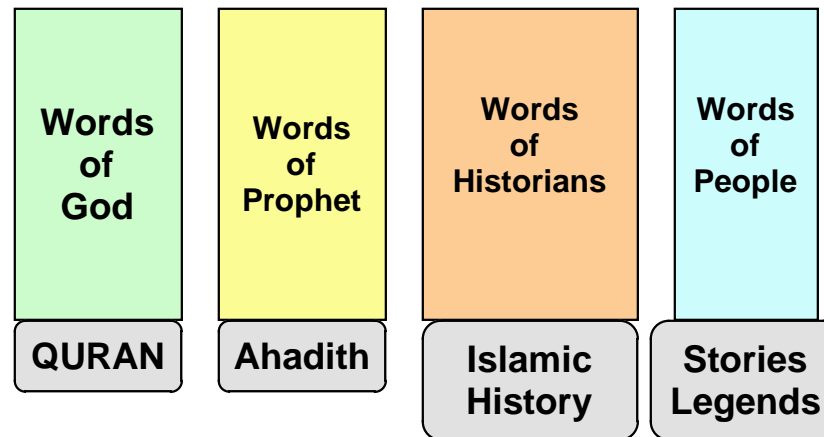 Words
of
God
QURAN
Words
of
Prophet
Ahadith
Words
of
Historians
Islamic
History
Words
of
People
Stories
Legends